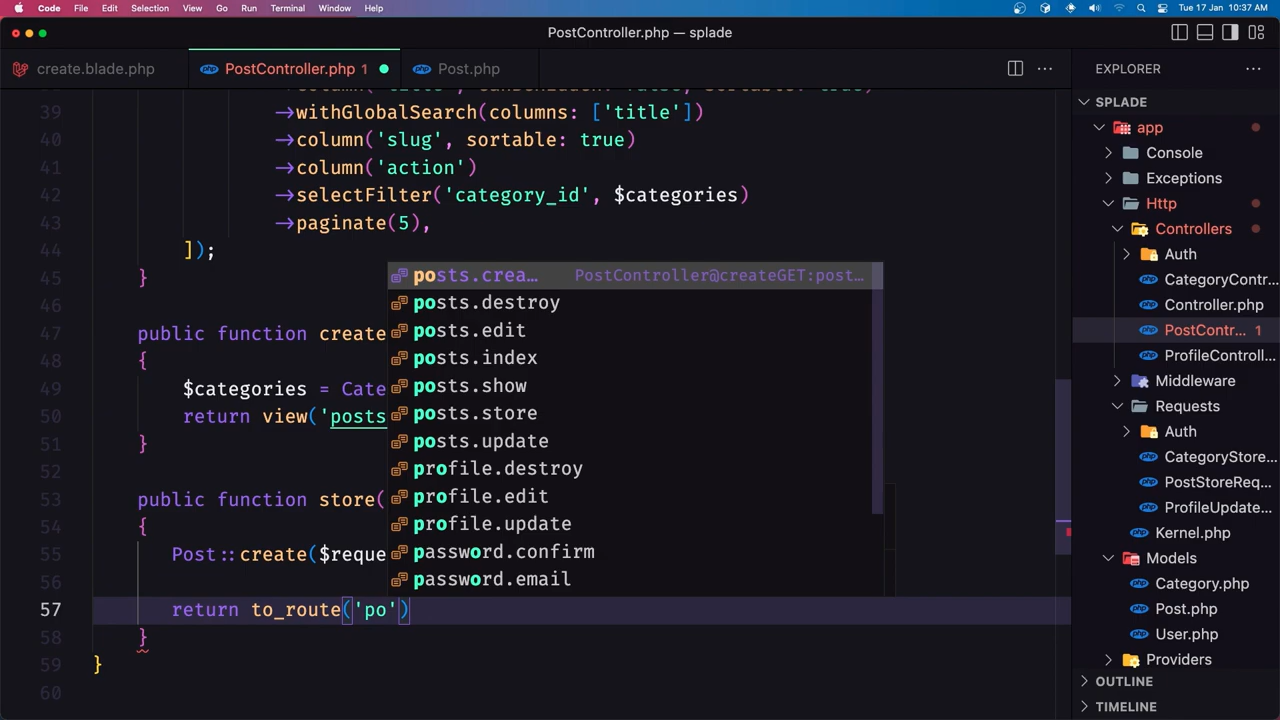 Code File Edit Selection View Go Run Terminal Window Help Tue 17 Jan 10:37 AM
PostController.php — splade
create.blade.php PostController.php 1 Post.php
EXPLORER
SPLADE
app
Console
Exceptions
Http
Controllers
Auth
CategoryContr...
Controller.php
PostContr... 1
ProfileControll...
Middleware
Requests
Auth
CategoryStore...
PostStoreReq...
ProfileUpdate...
Kernel.php
Models
Category.php
Post.php
User.php
Providers
OUTLINE
TIMELINE
39 ->withGlobalSearch(columns: ['title'])
40 ->column('slug', sortable: true)
41 ->column('action')
42 ->selectFilter('category_id', $categories)
43 ->paginate(5),
44 ]);
45 }
46
47 public function create
48 {
49 $categories = Cate
50 return view('posts
51 }
52
53 public function store(
54 {
55 Post::create($reque
56
57 return to_route('po')
58 }
59 }
60
posts.crea... PostController@createGET:post...
posts.destroy
posts.edit
posts.index
posts.show
posts.store
posts.update
profile.destroy
profile.edit
profile.update
password.confirm
password.email